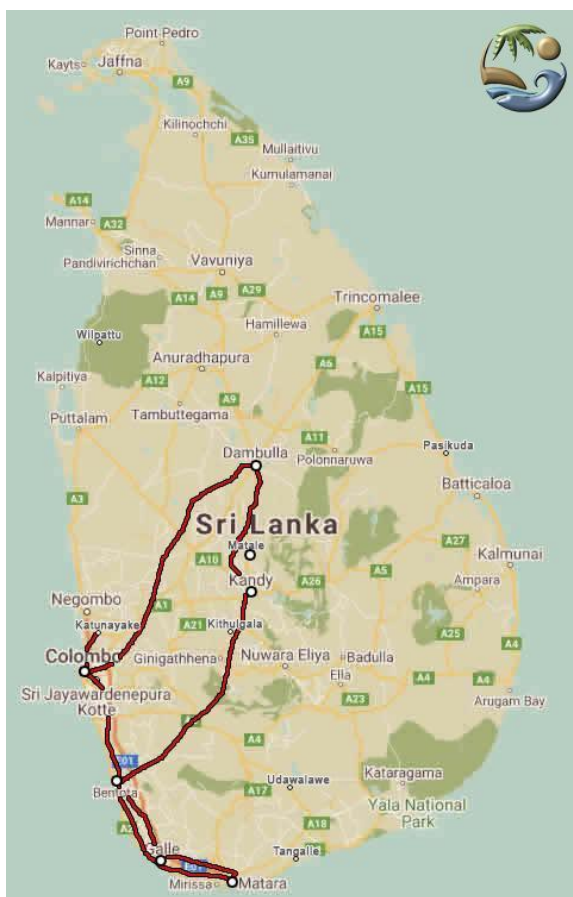 Point Pedro
Kayts
Jaffna
A9
Kilinochchi
A35
Mullaitivu
Kumulamanai
A14
Mannar
A32
Sinna
Pandivirichchan
Vavuniya
A14
A9
A29
Trincomalee
Hamillewa
A15
Wilpattu
Anuradhapura
A6
Kalpitiya
A12
A15
Tambuttegama
A9
Puttalam
A11
Dambulla
Polonnaruwa
Pasikuda
Batticaloa
A3
Sri Lanka
A27
Matale
A10
Kalmunai
Kandy
A26
A5
Ampara
Negombo
A1
A25
Katunayake
A21
Kithulgala
Colombo
Ginigathhena
Nuwara Eliya
Badulla
Ella
A4
A4
Sri Jayawardenepura
Kotte
A23
Arugam Bay
A4
E01
Udawalawe
Kataragama
Bentota
A17
Yala National
Park
A18
Galle
E01
Tangalle
Mirissa
Matara